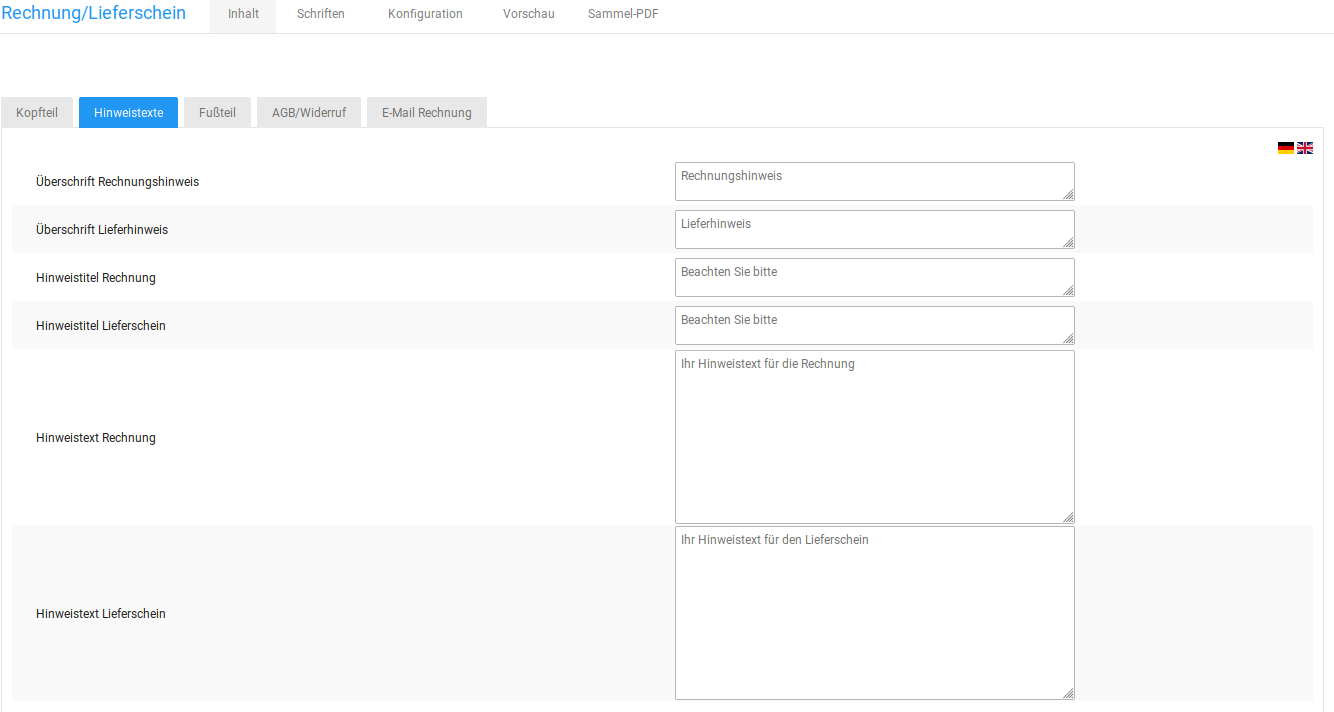 Rechnung/Lieferschein Inhalt Schriften Konfiguration Vorschau Sammel-PDF
Kopfteil Hinweistexte Fußteil AGB/Widerruf E-Mail Rechnung
Überschrift Rechnungshinweis Rechnungshinweis
Überschrift Lieferhinweis Lieferhinweis
Hinweistitel Rechnung Beachten Sie bitte
Hinweistitel Lieferschein Beachten Sie bitte
Ihr Hinweistext für die Rechnung
Hinweistext Rechnung
Ihr Hinweistext für den Lieferschein
Hinweistext Lieferschein